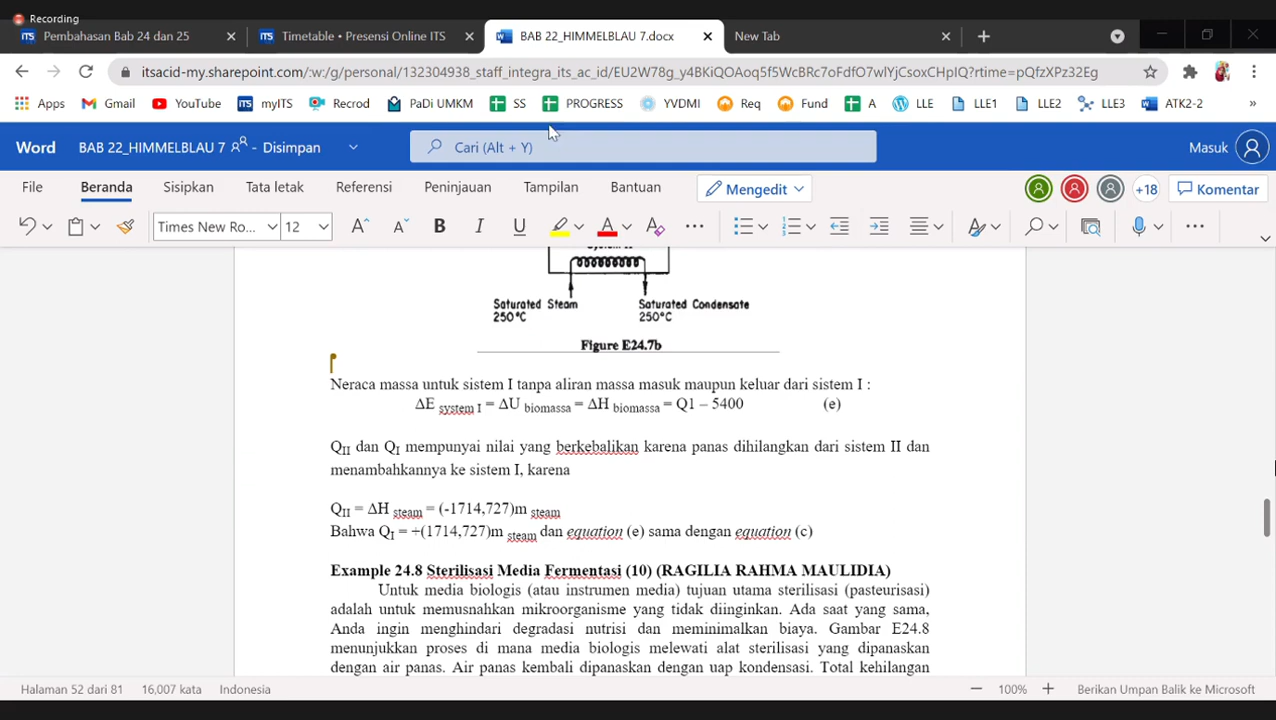 Recording
Pembahasan Bab 24 dan 25
Timetable • Presensi Online ITS
BAB 22_HIMMELBLAU 7.docx
New Tab
itsacid-my.sharepoint.com/:w:/g/personal/132304938_staff_integra_its_ac_id/EU2W78g_y4BKiQOAoq5f5WcBRc7oFdfO7wlYjCsoxCHpIQ?rtime=pQfzXPz32Eg
Apps Gmail YouTube myITS Recrod PaDi UMKM SS PROGRESS YVDMI Req Fund A LLE LLE1 LLE2 LLE3 ATK2-2 »
Word BAB 22_HIMMELBLAU 7 - Disimpan Cari (Alt + Y) Masuk
File Beranda Sisipkan Tata letak Referensi Peninjauan Tampilan Bantuan Mengedit +18 Komentar
Times New Ro... 12 B I U A
Saturated Steam Saturated Condensate
250°C 250°C
Figure E24.7b
Neraca massa untuk sistem I tanpa aliran massa masuk maupun keluar dari sistem I :
ΔE system I = ΔU biomassa = ΔH biomassa = Q1 – 5400 (e)
QII dan QI mempunyai nilai yang berkebalikan karena panas dihilangkan dari sistem II dan
menambahkannya ke sistem I, karena
QII = ΔH steam = (-1714,727)m steam
Bahwa QI = +(1714,727)m steam dan equation (e) sama dengan equation (c)
Example 24.8 Sterilisasi Media Fermentasi (10) (RAGILIA RAHMA MAULIDIA)
Untuk media biologis (atau instrumen media) tujuan utama sterilisasi (pasteurisasi)
adalah untuk memusnahkan mikroorganisme yang tidak diinginkan. Ada saat yang sama,
Anda ingin menghindari degradasi nutrisi dan meminimalkan biaya. Gambar E24.8
menunjukkan proses di mana media biologis melewati alat sterilisasi yang dipanaskan
dengan air panas. Air panas kembali dipanaskan dengan uap kondensasi. Total kehilangan
Halaman 52 dari 81 16,007 kata Indonesia 100% Berikan Umpan Balik ke Microsoft